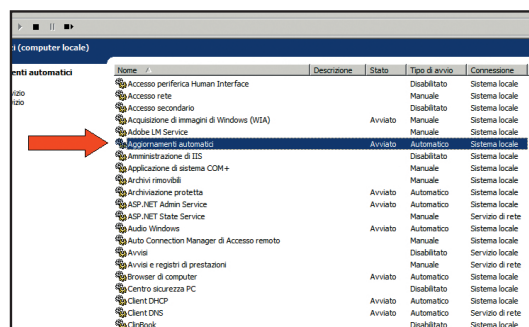 i (computer locale)
enti automatici
vizio
vizio
Nome Descrizione Stato Tipo di avvio Connessione
Accesso periferica Human Interface Disabilitato Sistema locale
Accesso rete Manuale Sistema locale
Accesso secondario Disabilitato Sistema locale
Acquisizione di immagini di Windows (WIA) Avviato Manuale Sistema locale
Adobe LM Service Manuale Sistema locale
Aggiornamenti automatici Avviato Automatico Sistema locale
Amministrazione di IIS Disabilitato Sistema locale
Applicazione di sistema COM+ Manuale Sistema locale
Archivi rimovibili Manuale Sistema locale
Archiviazione protetta Avviato Automatico Sistema locale
ASP.NET Admin Service Avviato Automatico Sistema locale
ASP.NET State Service Manuale Servizio di rete
Audio Windows Avviato Automatico Sistema locale
Auto Connection Manager di Accesso remoto Manuale Sistema locale
Avvisi Disabilitato Servizio locale
Avvisi e registri di prestazioni Manuale Servizio di rete
Browser di computer Avviato Automatico Sistema locale
Centro sicurezza PC Disabilitato Sistema locale
Client DHCP Avviato Automatico Sistema locale
Client DNS Avviato Automatico Servizio di rete
ClipBook Disabilitato Sistema locale